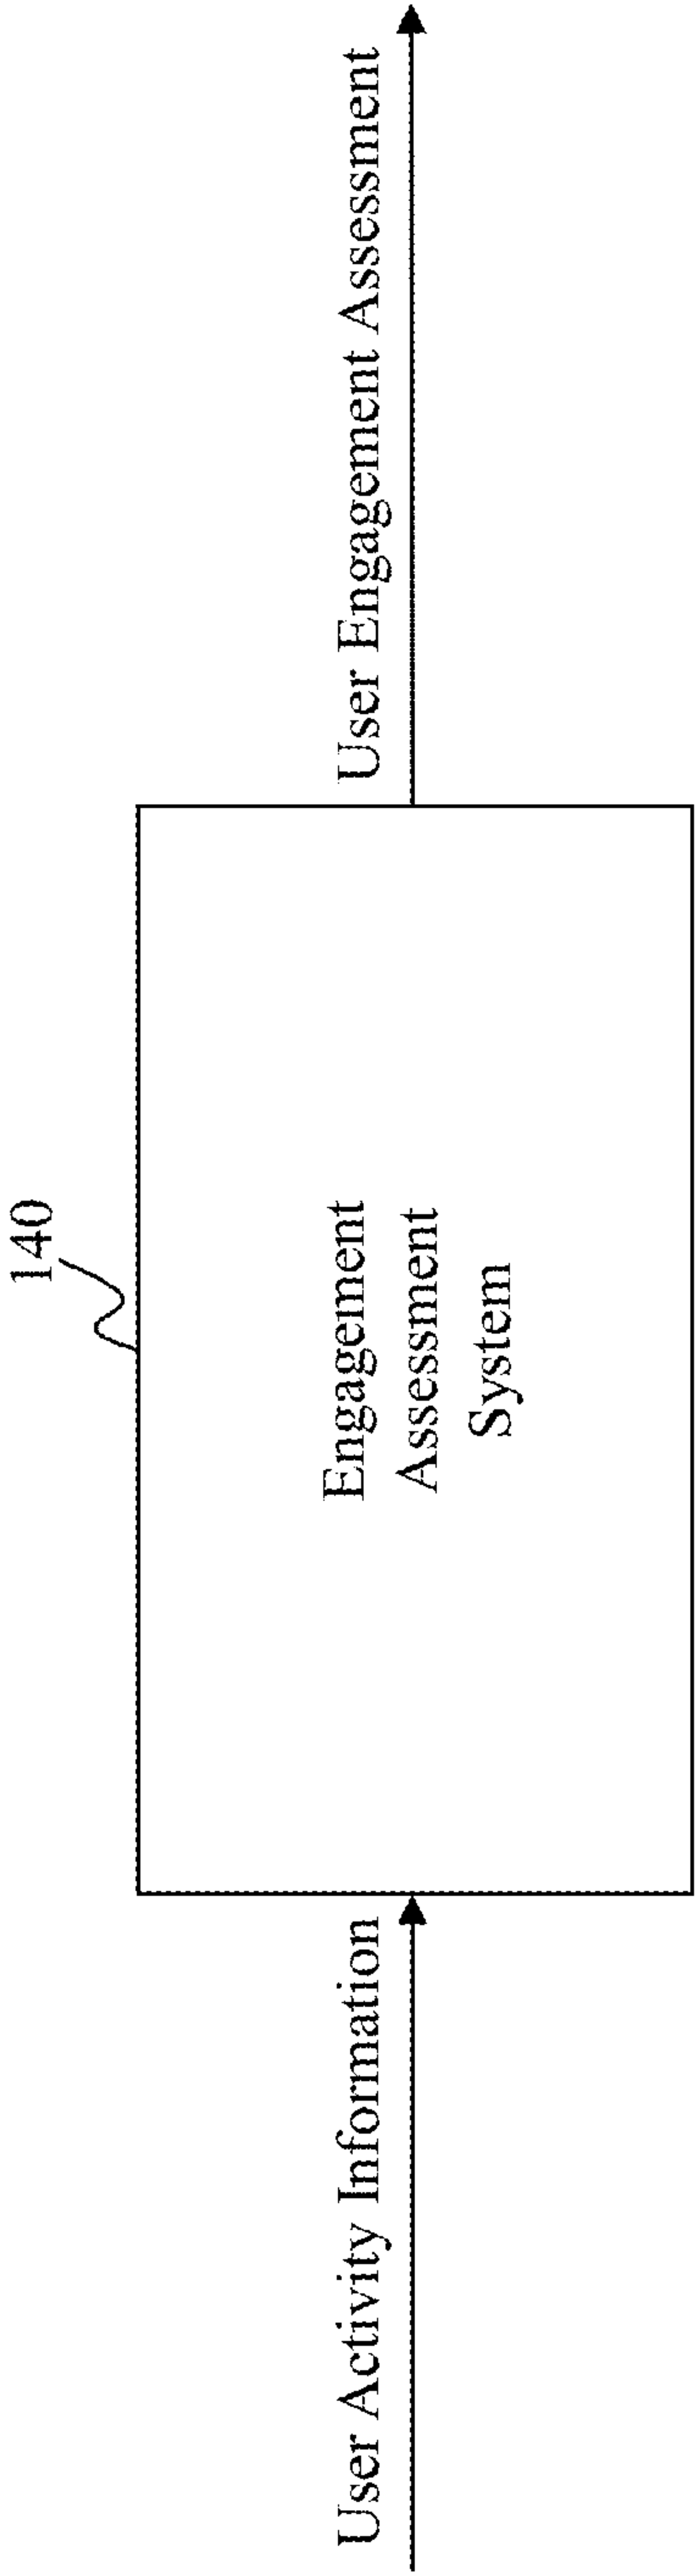 140
User Activity Information
Engagement
Assessment
System
User Engagement Assessment